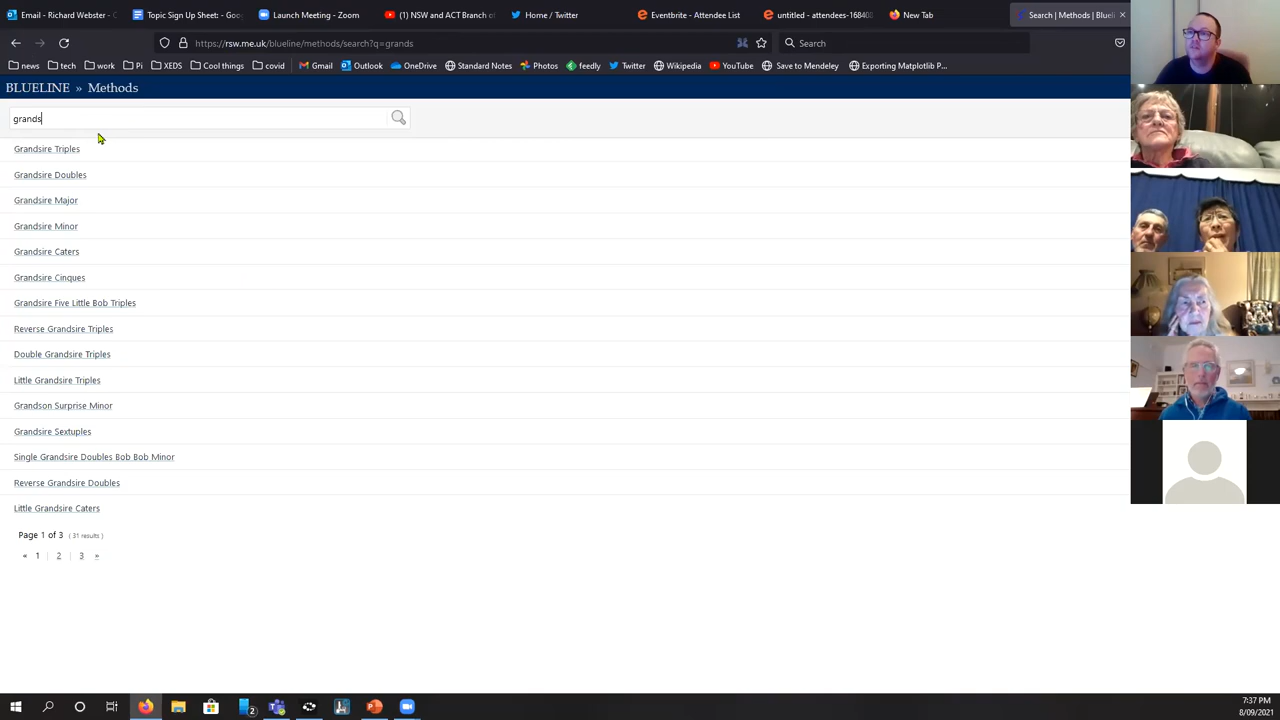 Email - Richard Webster - C
Topic Sign Up Sheet: - Goo
Launch Meeting - Zoom
(1) NSW and ACT Branch of
Home / Twitter
Eventbrite - Attendee List
untitled - attendees-168403
New Tab
Search | Methods | Bluel
https://rsw.me.uk/blueline/methods/search?q=grands
Search
news
tech
work
Pi
XEDS
Cool things
covid
Gmail
Outlook
OneDrive
Standard Notes
Photos
feedly
Twitter
Wikipedia
YouTube
Save to Mendeley
Exporting Matplotlib P...
BLUELINE » Methods
grands
Grandsire Triples
Grandsire Doubles
Grandsire Major
Grandsire Minor
Grandsire Caters
Grandsire Cinques
Grandsire Five Little Bob Triples
Reverse Grandsire Triples
Double Grandsire Triples
Little Grandsire Triples
Grandson Surprise Minor
Grandsire Sextuples
Single Grandsire Doubles Bob Bob Minor
Reverse Grandsire Doubles
Little Grandsire Caters
Page 1 of 3 ( 31 results )
« 1 2 3 »
2
7:37 PM
8/09/2021